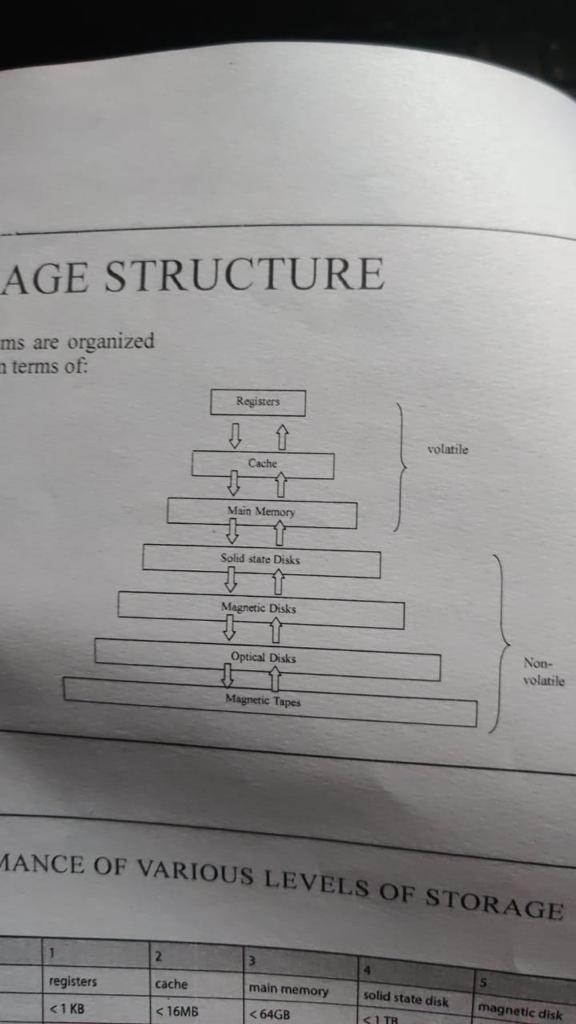 AGE STRUCTURE
ms are organized
n terms of:
Registers
Cache
volatile
Main Memory
Solid state Disks
Magnetic Disks
Optical Disks
Non-
volatile
Magnetic Tapes
MANCE OF VARIOUS LEVELS OF STORAGE
1 2 3 4 5
registers cache main memory solid state disk magnetic disk
< 1 KB < 16MB < 64GB < 1 TB